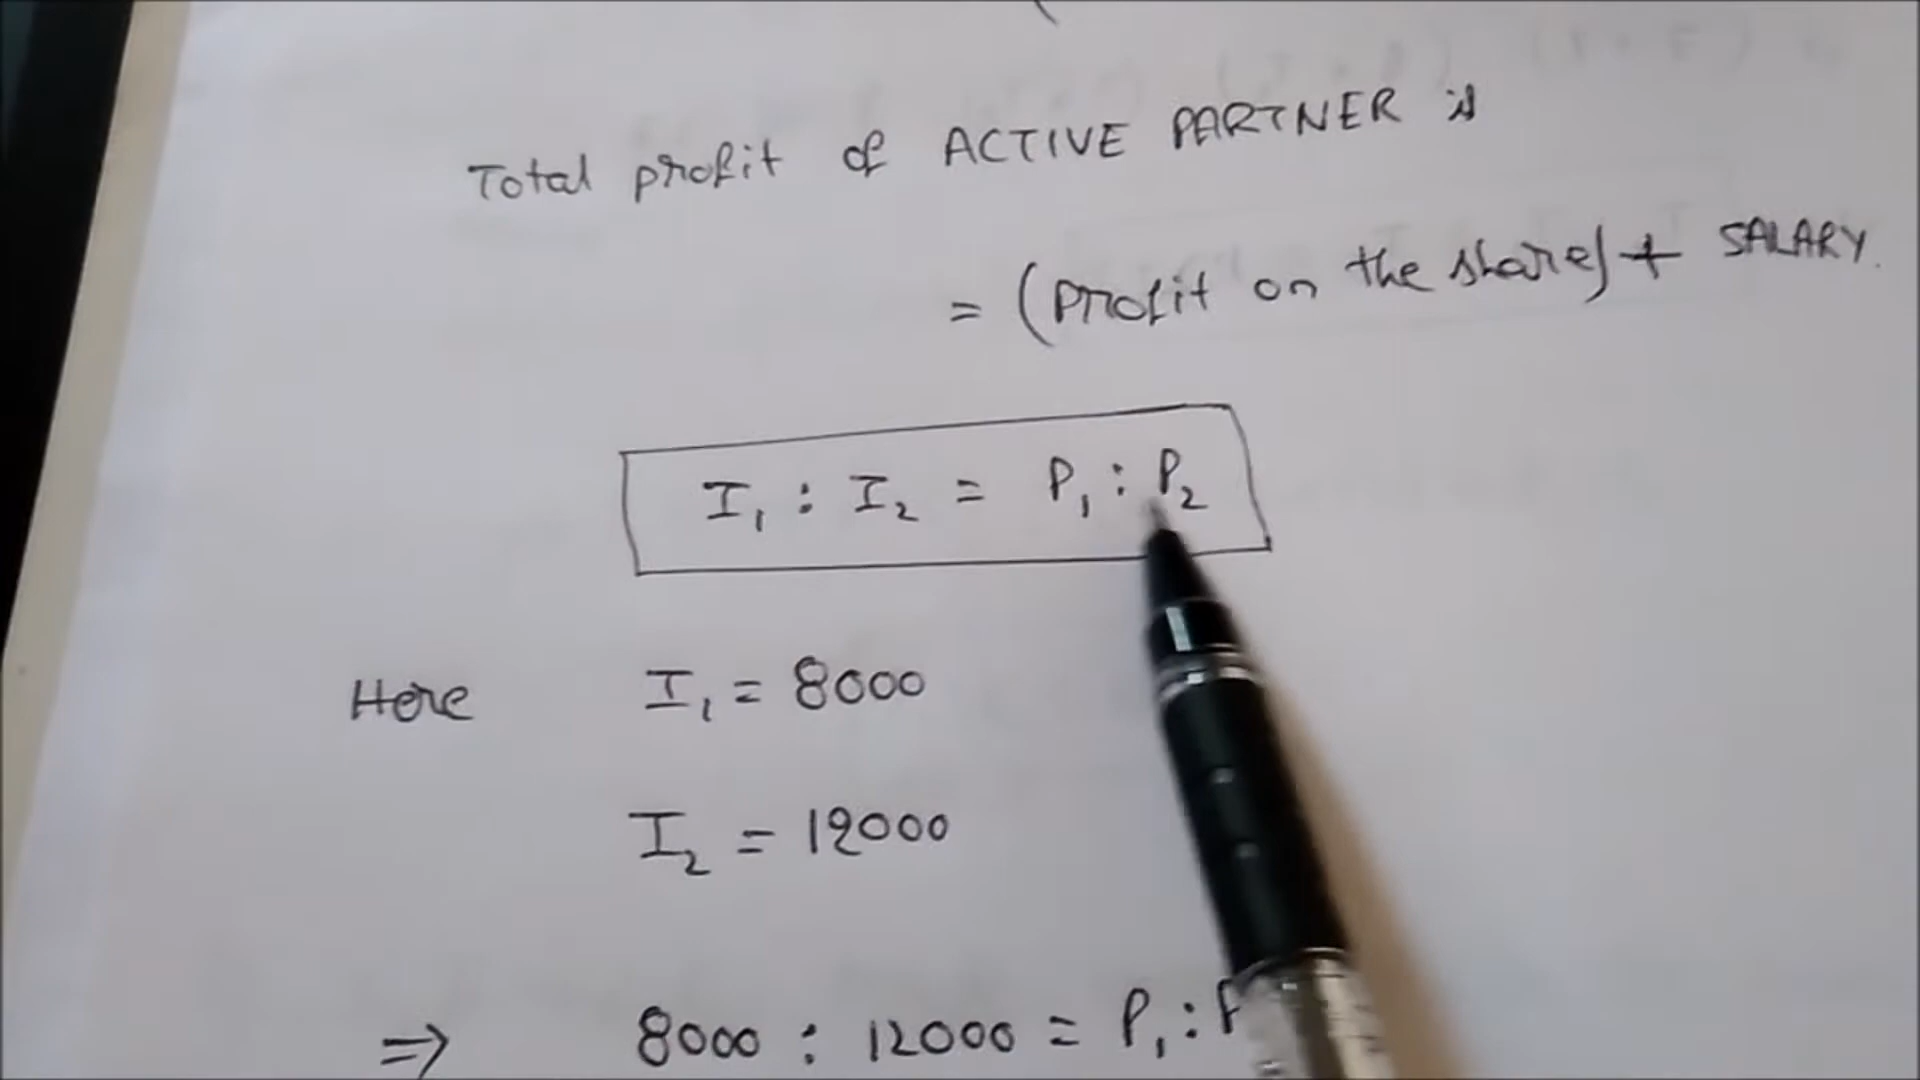 Total profit of ACTIVE PARTNER is
= (Profit on the share) + SALARY.
I₁ : I₂ = P₁ : P₂
Here I₁ = 8000
I₂ = 12000
⇒ 8000 : 12000 = P₁ :